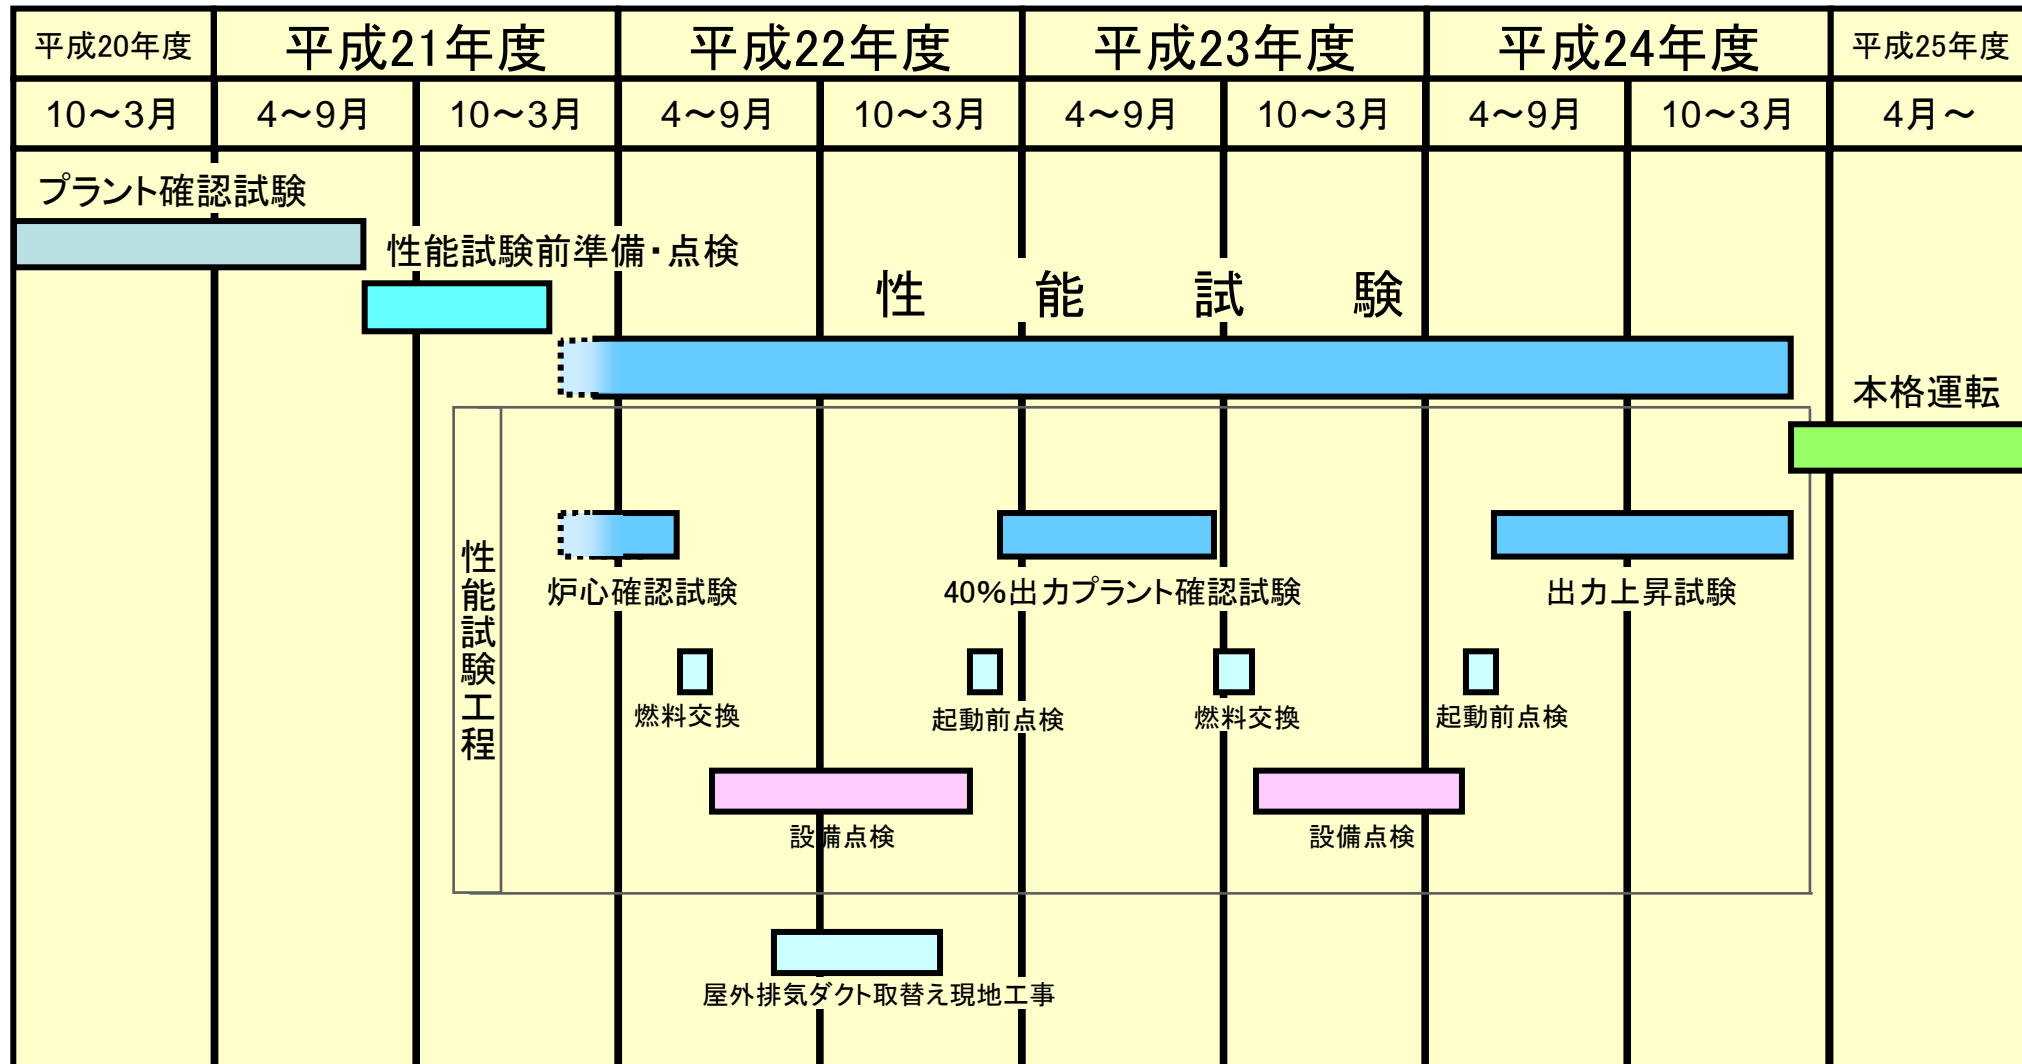 平成20年度 平成21年度 平成22年度 平成23年度 平成24年度 平成25年度
10～3月 4～9月 10～3月 4～9月 10～3月 4～9月 10～3月 4～9月 10～3月 4月～
プラント確認試験
性能試験前準備・点検
性能試験
本格運転
性能試験工程
炉心確認試験 40%出力プラント確認試験 出力上昇試験
燃料交換 起動前点検 燃料交換 起動前点検
設備点検 設備点検
屋外排気ダクト取替え現地工事